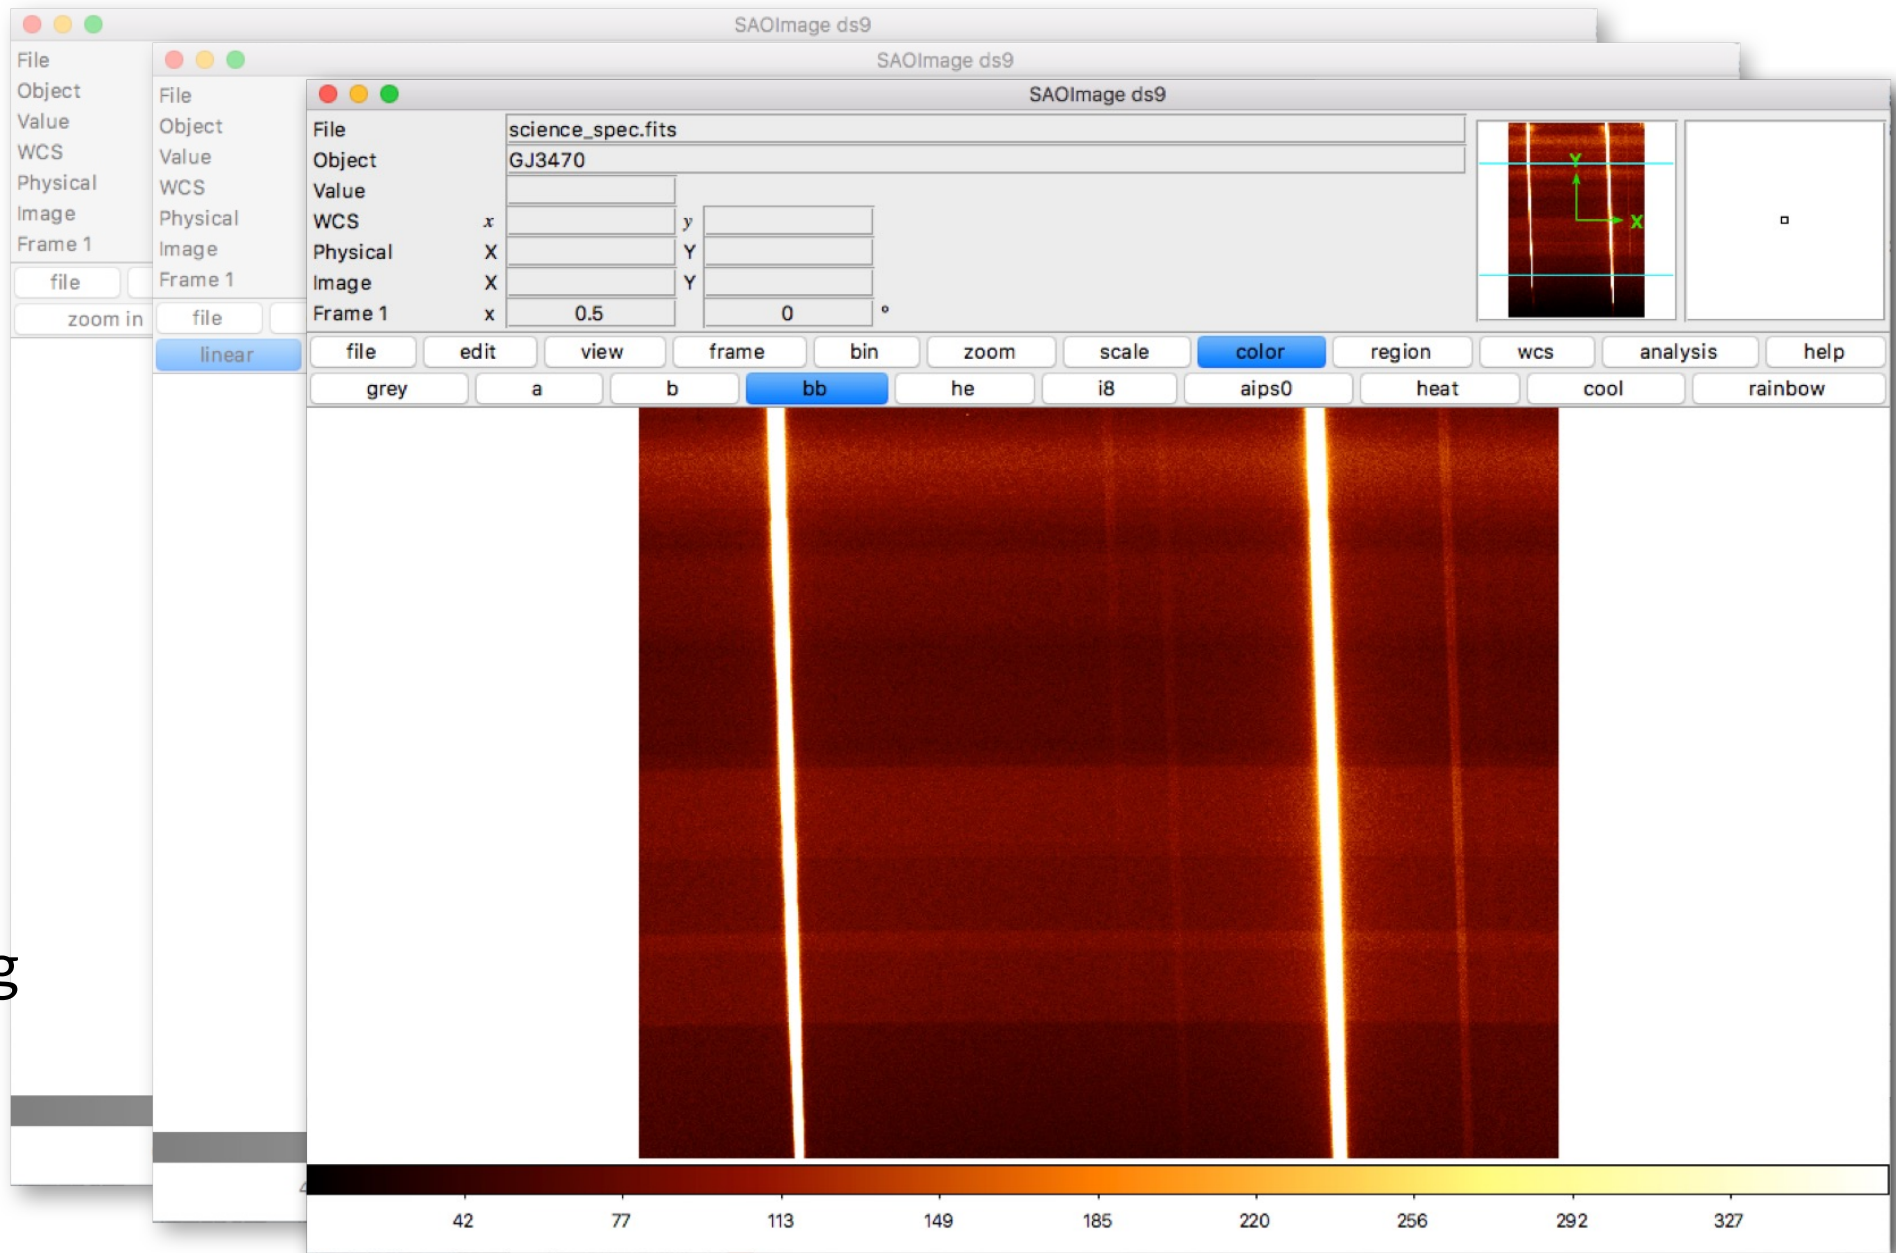 SAOImage ds9
File
Object
Value
WCS
Physical
Image
Frame 1
file
zoom in
SAOImage ds9
File
Object
Value
WCS
Physical
Image
Frame 1
file
linear
SAOImage ds9
File science_spec.fits
Object GJ3470
Value
WCS x y
Physical X Y
Image X Y
Frame 1 x 0.5 0 °
Y
X
file edit view frame bin zoom scale color region wcs analysis help
grey a b bb he i8 aips0 heat cool rainbow
g
42 77 113 149 185 220 256 292 327